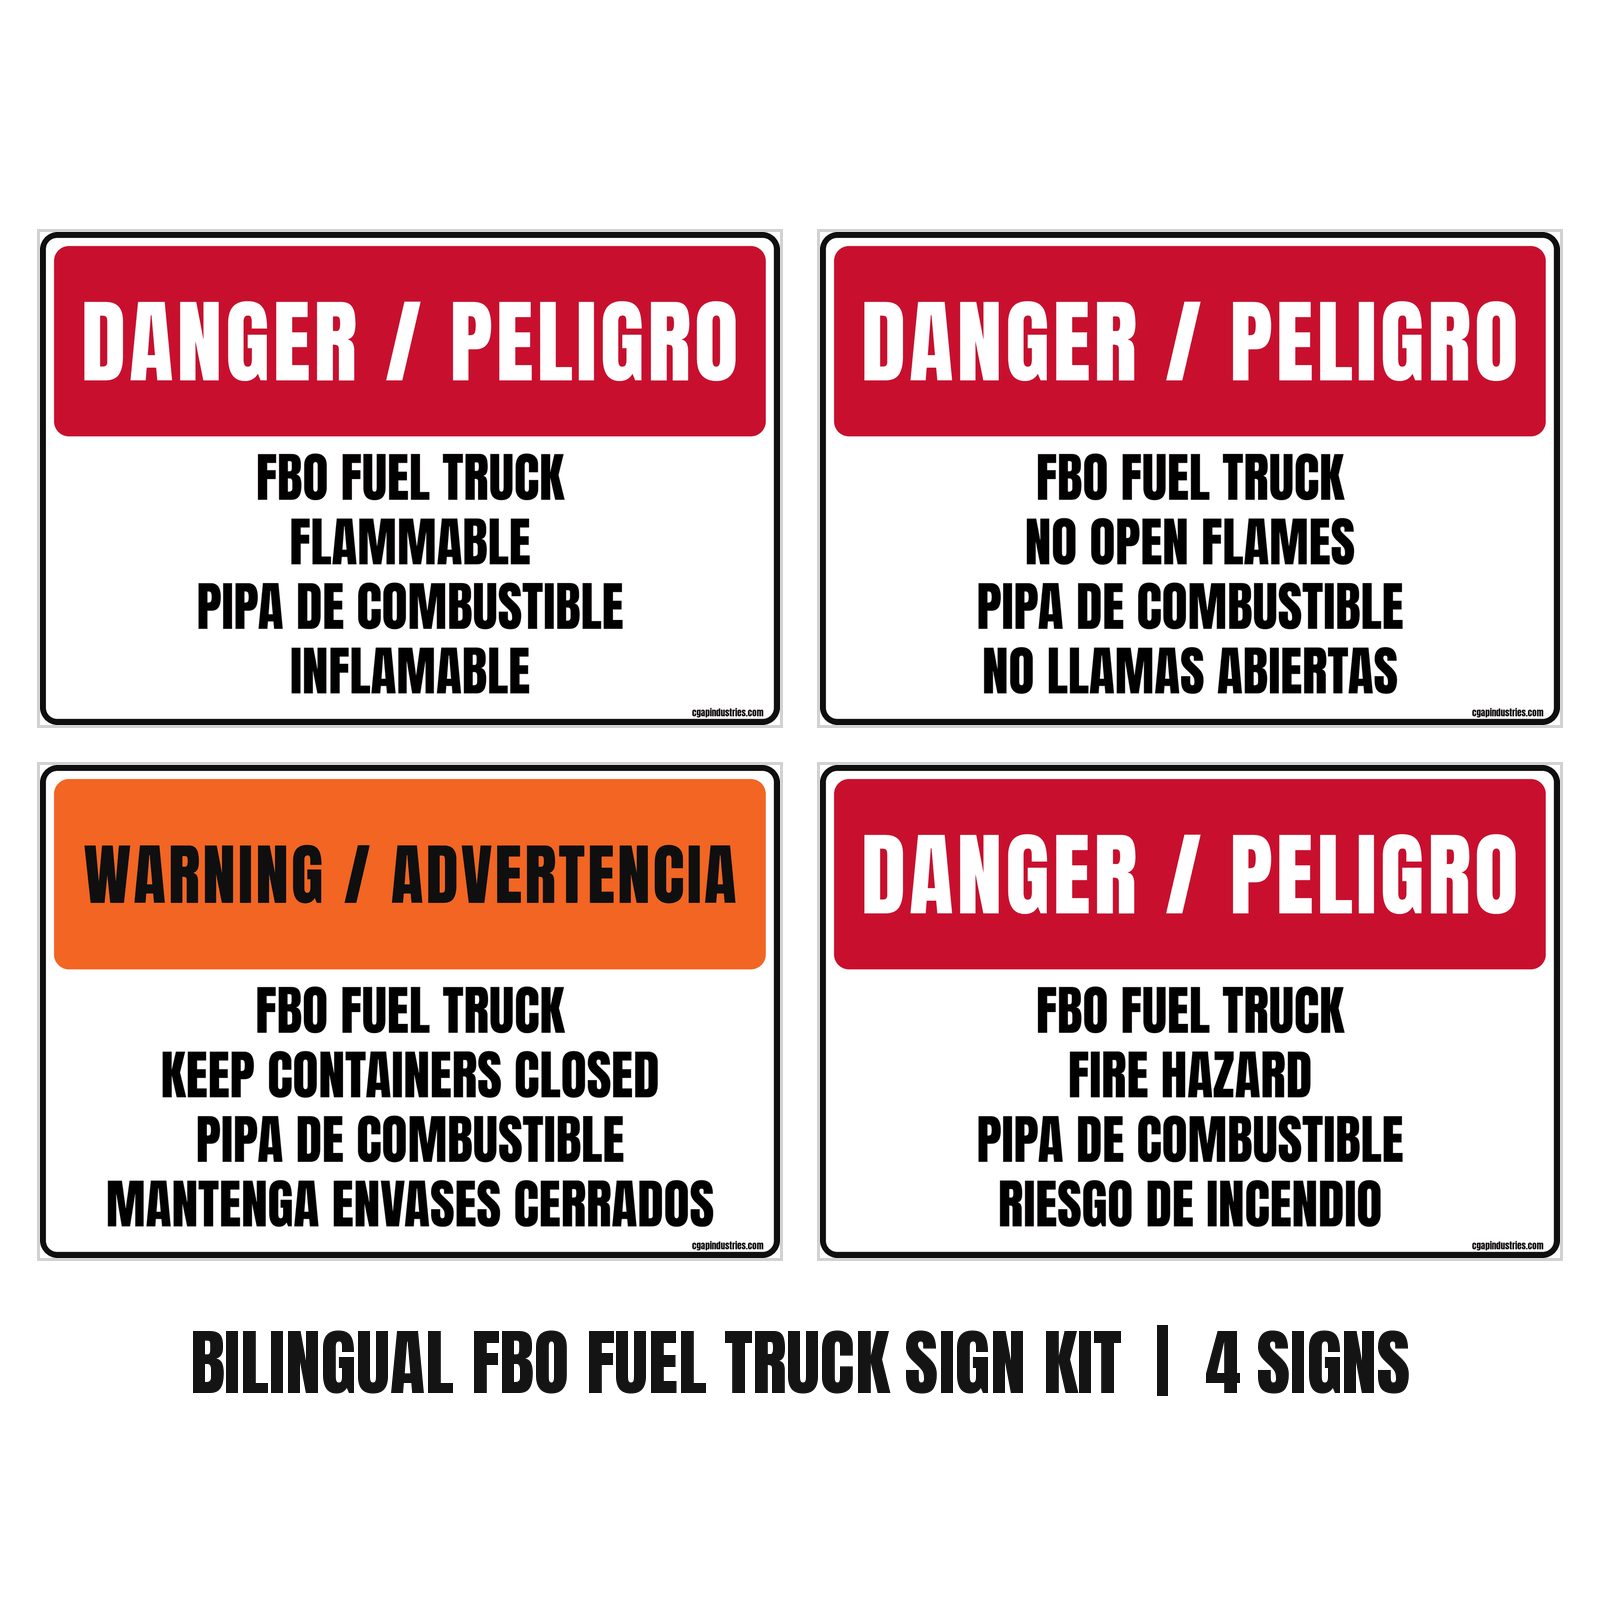 DANGER / PELIGRO
FBO FUEL TRUCK
FLAMMABLE
PIPA DE COMBUSTIBLE
INFLAMABLE
cgapindustries.com
DANGER / PELIGRO
FBO FUEL TRUCK
NO OPEN FLAMES
PIPA DE COMBUSTIBLE
NO LLAMAS ABIERTAS
cgapindustries.com
WARNING / ADVERTENCIA
FBO FUEL TRUCK
KEEP CONTAINERS CLOSED
PIPA DE COMBUSTIBLE
MANTENGA ENVASES CERRADOS
cgapindustries.com
DANGER / PELIGRO
FBO FUEL TRUCK
FIRE HAZARD
PIPA DE COMBUSTIBLE
RIESGO DE INCENDIO
cgapindustries.com
BILINGUAL FBO FUEL TRUCK SIGN KIT | 4 SIGNS